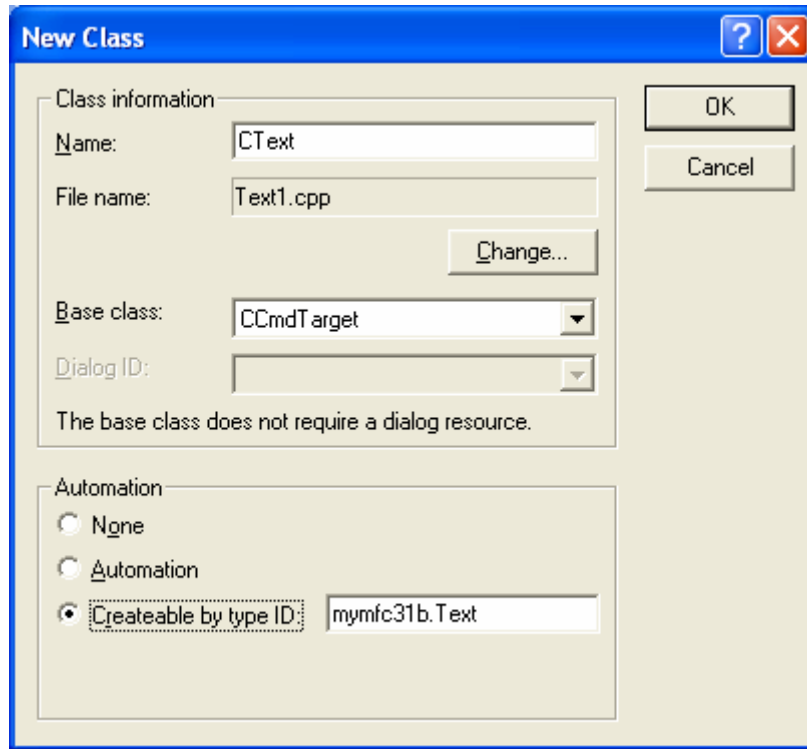 New Class
Class information
Name: CText
File name: Text1.cpp
Change...
Base class: CCmdTarget
Dialog ID:
The base class does not require a dialog resource.
OK
Cancel
Automation
None
Automation
Createable by type ID: mymfc31b.Text